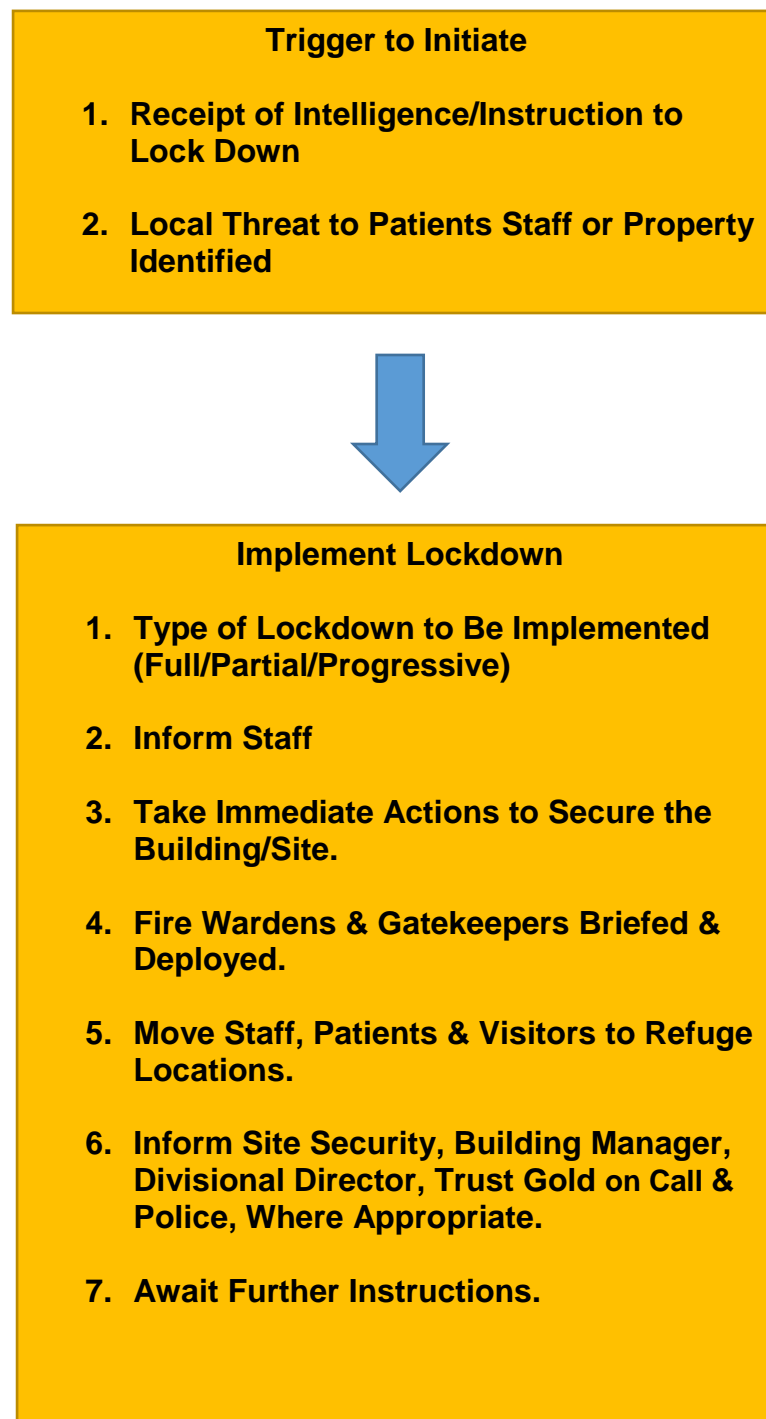 Trigger to Initiate
1. Receipt of Intelligence/Instruction to
Lock Down
2. Local Threat to Patients Staff or Property
Identified
Implement Lockdown
1. Type of Lockdown to Be Implemented
(Full/Partial/Progressive)
2. Inform Staff
3. Take Immediate Actions to Secure the
Building/Site.
4. Fire Wardens & Gatekeepers Briefed &
Deployed.
5. Move Staff, Patients & Visitors to Refuge
Locations.
6. Inform Site Security, Building Manager,
Divisional Director, Trust Gold on Call &
Police, Where Appropriate.
7. Await Further Instructions.